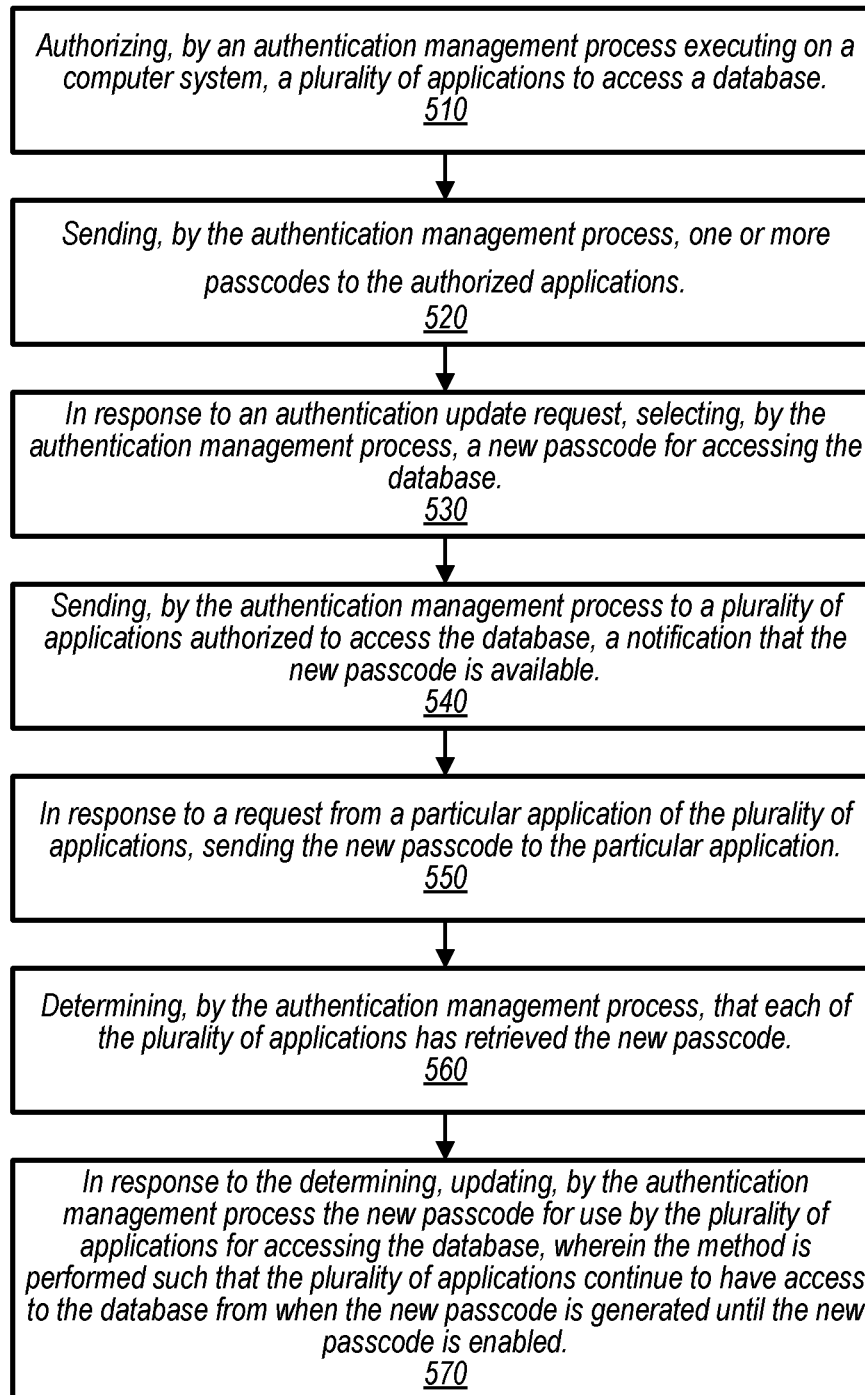 Authorizing, by an authentication management process executing on a
computer system, a plurality of applications to access a database.
510
Sending, by the authentication management process, one or more
passcodes to the authorized applications.
520
In response to an authentication update request, selecting, by the
authentication management process, a new passcode for accessing the
database.
530
Sending, by the authentication management process to a plurality of
applications authorized to access the database, a notification that the
new passcode is available.
540
In response to a request from a particular application of the plurality of
applications, sending the new passcode to the particular application.
550
Determining, by the authentication management process, that each of
the plurality of applications has retrieved the new passcode.
560
In response to the determining, updating, by the authentication
management process the new passcode for use by the plurality of
applications for accessing the database, wherein the method is
performed such that the plurality of applications continue to have access
to the database from when the new passcode is generated until the new
passcode is enabled.
570